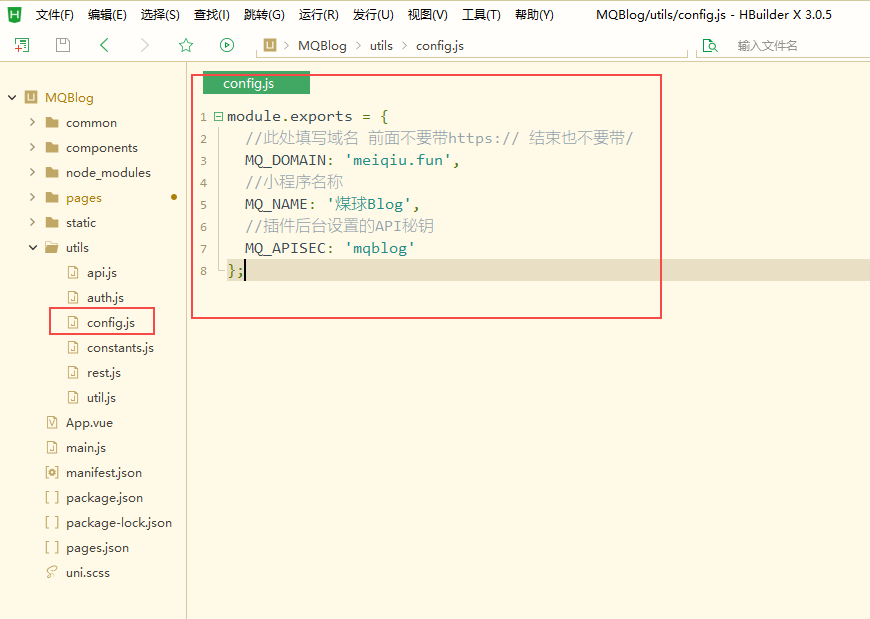 文件(F) 编辑(E) 选择(S) 查找(I) 跳转(G) 运行(R) 发行(U) 视图(V) 工具(T) 帮助(Y) MQBlog/utils/config.js - HBuilder X 3.0.5
MQBlog utils config.js 输入文件名
MQBlog
common
components
node_modules
pages
static
utils
api.js
auth.js
config.js
constants.js
rest.js
util.js
App.vue
main.js
manifest.json
package.json
package-lock.json
pages.json
uni.scss
config.js
1 module.exports = {
2 //此处填写域名 前面不要带https:// 结束也不要带/
3 MQ_DOMAIN: 'meiqiu.fun',
4 //小程序名称
5 MQ_NAME: '煤球Blog',
6 //插件后台设置的API秘钥
7 MQ_APISEC: 'mqblog'
8 };